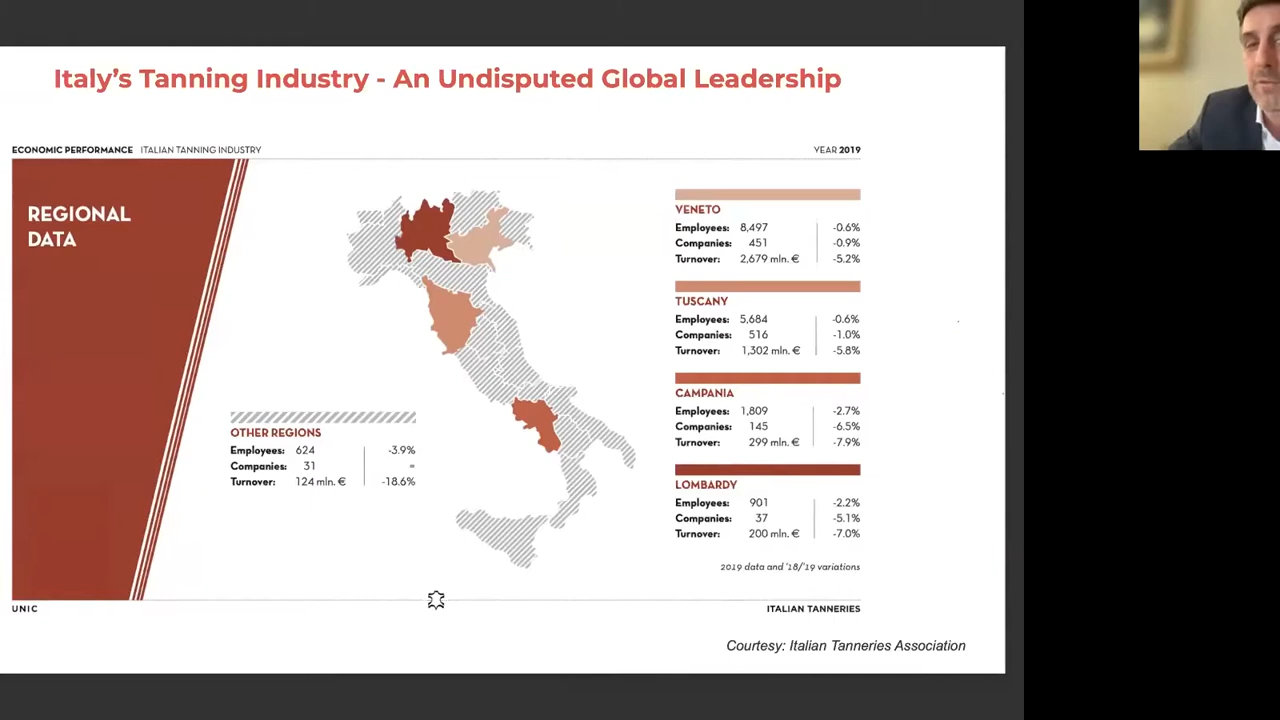 Italy's Tanning Industry - An Undisputed Global Leadership
ECONOMIC PERFORMANCE ITALIAN TANNING INDUSTRY
YEAR 2019
REGIONAL
DATA
VENETO
Employees: 8,497 -0.6%
Companies: 451 -0.9%
Turnover: 2,679 mln. € -5.2%
TUSCANY
Employees: 5,684 -0.6%
Companies: 516 -1.0%
Turnover: 1,302 mln. € -5.8%
CAMPANIA
Employees: 1,809 -2.7%
Companies: 145 -6.5%
Turnover: 299 mln. € -7.9%
OTHER REGIONS
Employees: 624 -3.9%
Companies: 31 =
Turnover: 124 mln. € -18.6%
LOMBARDY
Employees: 901 -2.2%
Companies: 37 -5.1%
Turnover: 200 mln. € -7.0%
2019 data and '18/'19 variations
UNIC
ITALIAN TANNERIES
Courtesy: Italian Tanneries Association